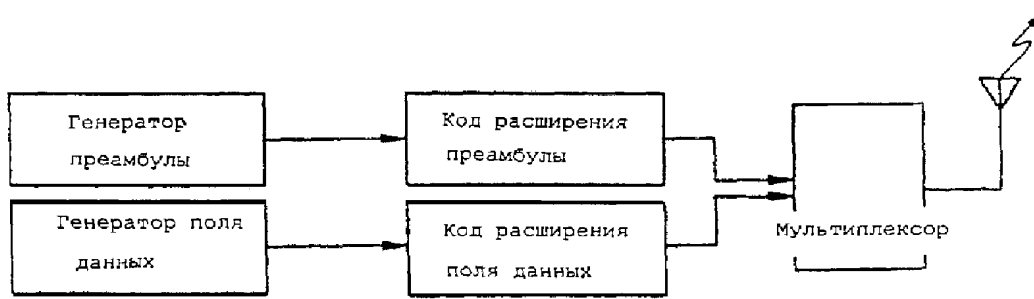 Генератор
преамбулы
Код расширения
преамбулы
Генератор поля
данных
Код расширения
поля данных
Мультиплексор